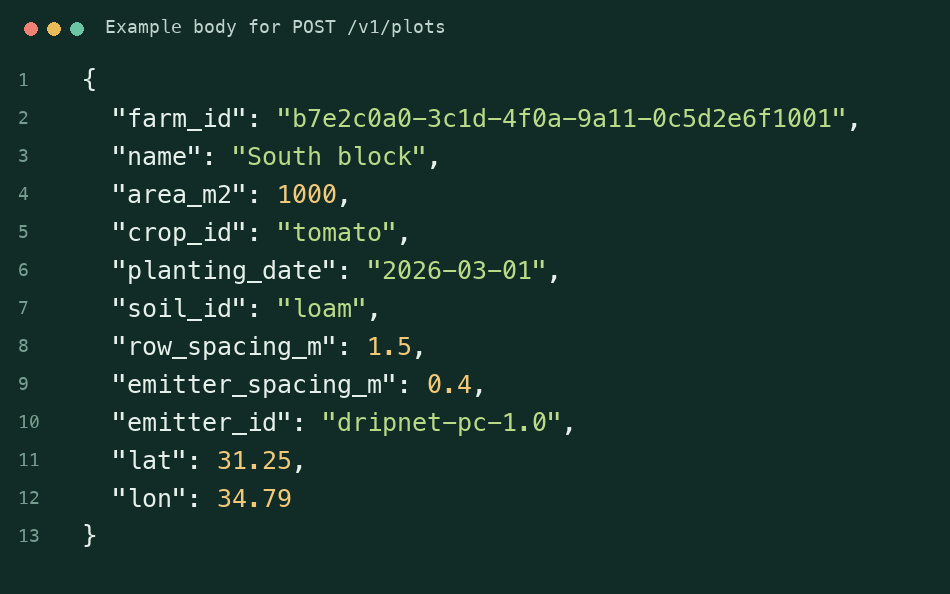 Example body for POST /v1/plots
1 {
2 "farm_id": "b7e2c0a0-3c1d-4f0a-9a11-0c5d2e6f1001",
3 "name": "South block",
4 "area_m2": 1000,
5 "crop_id": "tomato",
6 "planting_date": "2026-03-01",
7 "soil_id": "loam",
8 "row_spacing_m": 1.5,
9 "emitter_spacing_m": 0.4,
10 "emitter_id": "dripnet-pc-1.0",
11 "lat": 31.25,
12 "lon": 34.79
13 }